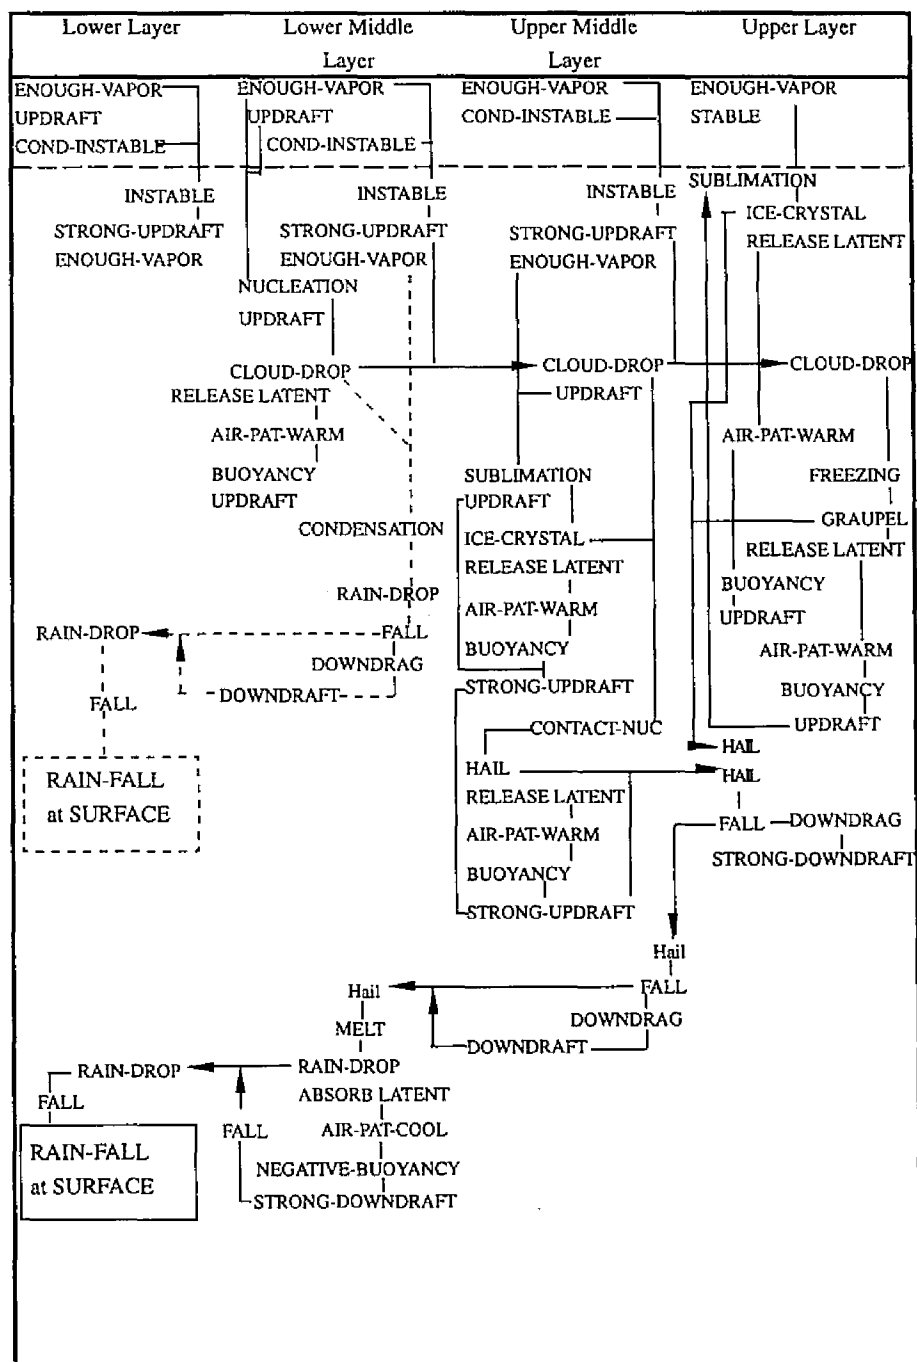 Lower Layer
Lower Middle
Layer
Upper Middle
Layer
Upper Layer
ENOUGH-VAPOR
UPDRAFT
COND-INSTABLE
INSTABLE
STRONG-UPDRAFT
ENOUGH-VAPOR
RAIN-DROP
FALL
RAIN-FALL
at SURFACE
ENOUGH-VAPOR
UPDRAFT
COND-INSTABLE
INSTABLE
STRONG-UPDRAFT
ENOUGH-VAPOR
NUCLEATION
UPDRAFT
CLOUD-DROP
RELEASE LATENT
AIR-PAT-WARM
BUOYANCY
UPDRAFT
CONDENSATION
RAIN-DROP
FALL
DOWNDRAG
DOWNDRAFT
ENOUGH-VAPOR
COND-INSTABLE
INSTABLE
STRONG-UPDRAFT
ENOUGH-VAPOR
CLOUD-DROP
UPDRAFT
SUBLIMATION
UPDRAFT
ICE-CRYSTAL
RELEASE LATENT
AIR-PAT-WARM
BUOYANCY
STRONG-UPDRAFT
CONTACT-NUC
HAIL
RELEASE LATENT
AIR-PAT-WARM
BUOYANCY
STRONG-UPDRAFT
ENOUGH-VAPOR
STABLE
SUBLIMATION
ICE-CRYSTAL
RELEASE LATENT
CLOUD-DROP
AIR-PAT-WARM
FREEZING
GRAUPEL
RELEASE LATENT
BUOYANCY
UPDRAFT
AIR-PAT-WARM
BUOYANCY
UPDRAFT
HAIL
HAIL
FALL
DOWNDRAG
STRONG-DOWNDRAFT
Hail
FALL
DOWNDRAG
DOWNDRAFT
Hail
MELT
RAIN-DROP
ABSORB LATENT
AIR-PAT-COOL
NEGATIVE-BUOYANCY
STRONG-DOWNDRAFT
FALL
RAIN-DROP
FALL
RAIN-FALL
at SURFACE